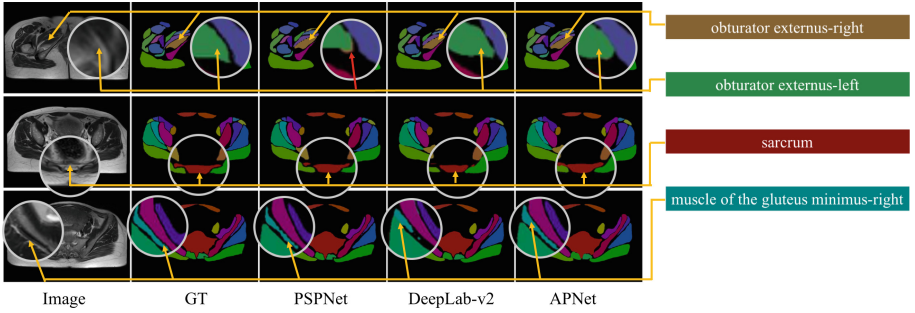 obturator externus-right
obturator externus-left
sarcrum
muscle of the gluteus minimus-right
Image GT PSPNet DeepLab-v2 APNet